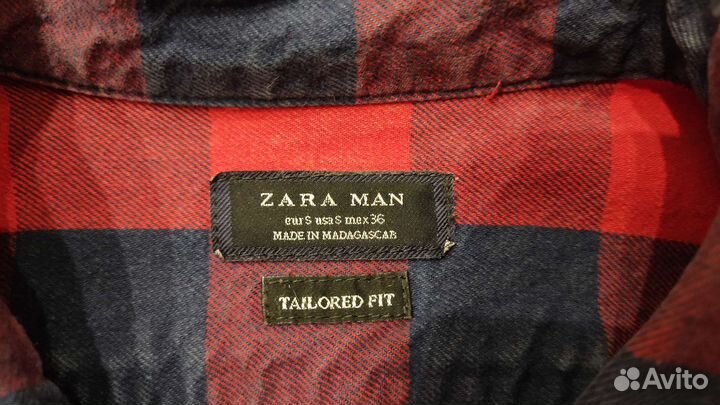 ZARA MAN
eur S usa S mex 36
MADE IN MADAGASCAR
TAILORED FIT
Avito